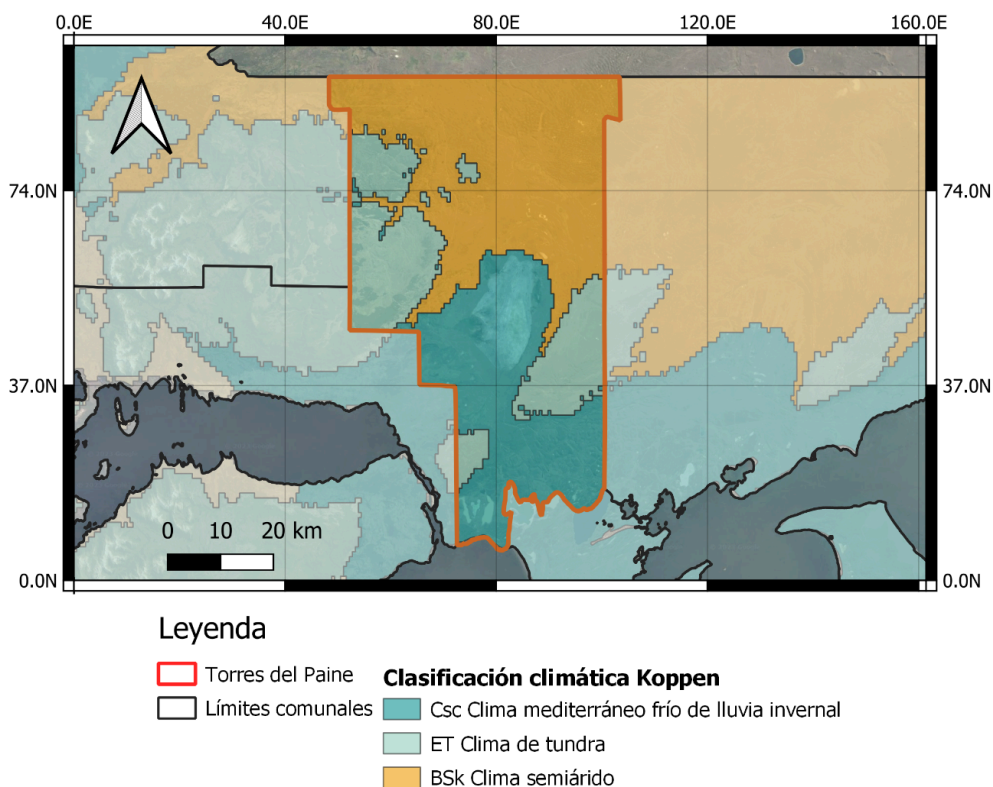 0.0E 40.0E 80.0E 120.0E 160.0E
74.0N 74.0N
37.0N 37.0N
0 10 20 km
0.0N 0.0N
Leyenda
Torres del Paine
Límites comunales
Clasificación climática Koppen
Csc Clima mediterráneo frío de lluvia invernal
ET Clima de tundra
BSk Clima semiárido